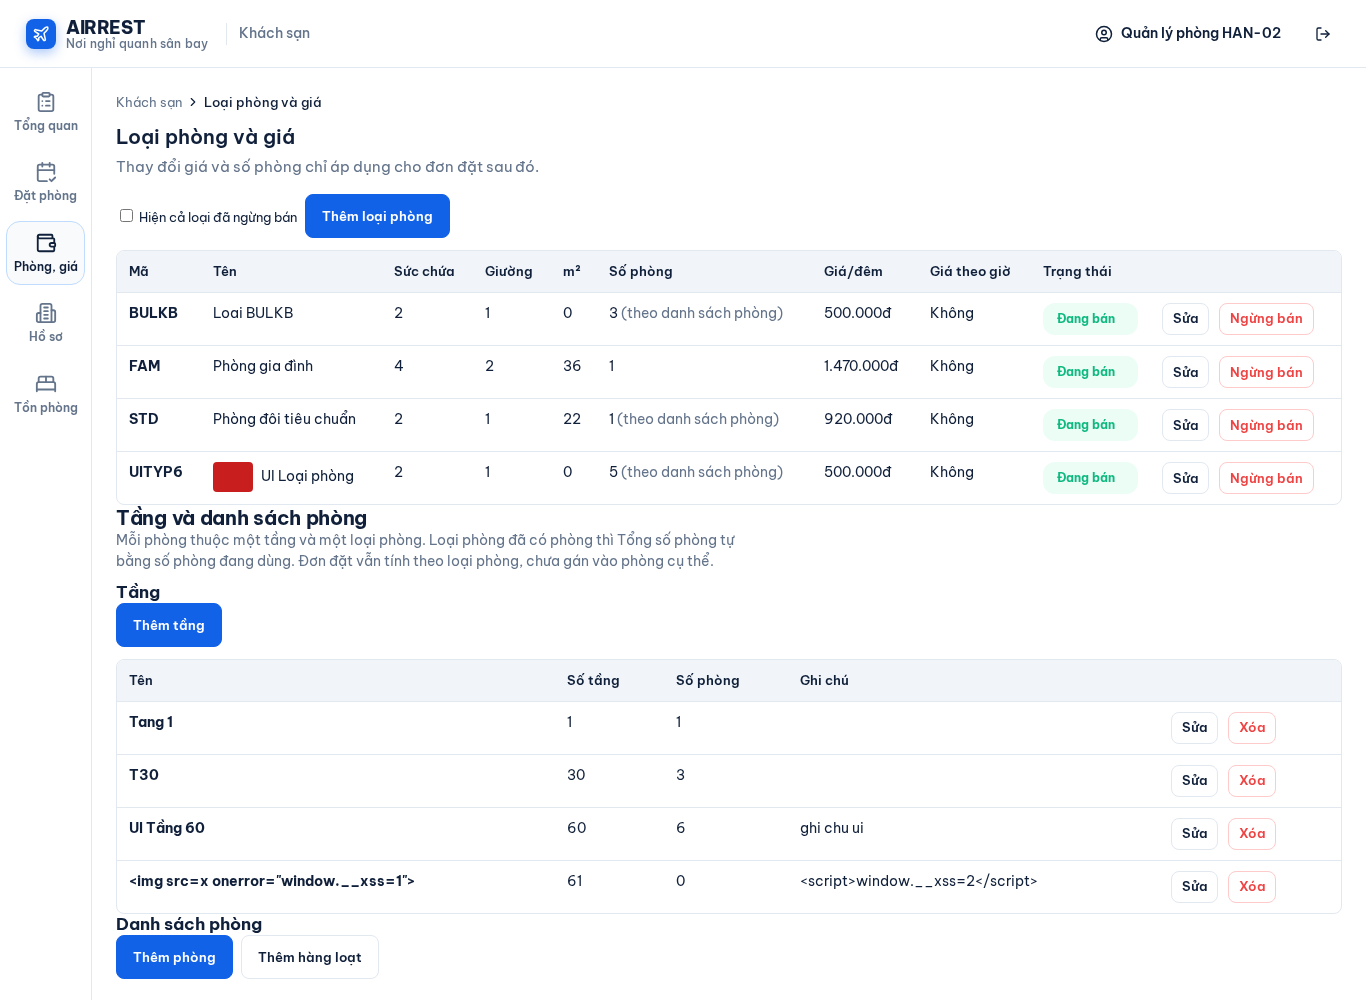 AIRREST
Nơi nghỉ quanh sân bay
Khách sạn
Quản lý phòng HAN-02
Tổng quan
Đặt phòng
Phòng, giá
Hồ sơ
Tồn phòng
Khách sạn > Loại phòng và giá
Loại phòng và giá
Thay đổi giá và số phòng chỉ áp dụng cho đơn đặt sau đó.
Hiện cả loại đã ngừng bán Thêm loại phòng
Mã Tên Sức chứa Giường m² Số phòng Giá/đêm Giá theo giờ Trạng thái
BULKB Loai BULKB 2 1 0 3 (theo danh sách phòng) 500.000đ Không Đang bán Sửa Ngừng bán
FAM Phòng gia đình 4 2 36 1 1.470.000đ Không Đang bán Sửa Ngừng bán
STD Phòng đôi tiêu chuẩn 2 1 22 1 (theo danh sách phòng) 920.000đ Không Đang bán Sửa Ngừng bán
UITYP6 UI Loại phòng 2 1 0 5 (theo danh sách phòng) 500.000đ Không Đang bán Sửa Ngừng bán
Tầng và danh sách phòng
Mỗi phòng thuộc một tầng và một loại phòng. Loại phòng đã có phòng thì Tổng số phòng tự
bằng số phòng đang dùng. Đơn đặt vẫn tính theo loại phòng, chưa gán vào phòng cụ thể.
Tầng
Thêm tầng
Tên Số tầng Số phòng Ghi chú
Tang 1 1 1 Sửa Xóa
T30 30 3 Sửa Xóa
UI Tầng 60 60 6 ghi chu ui Sửa Xóa
<img src=x onerror="window.__xss=1"> 61 0 <script>window.__xss=2</script> Sửa Xóa
Danh sách phòng
Thêm phòng Thêm hàng loạt